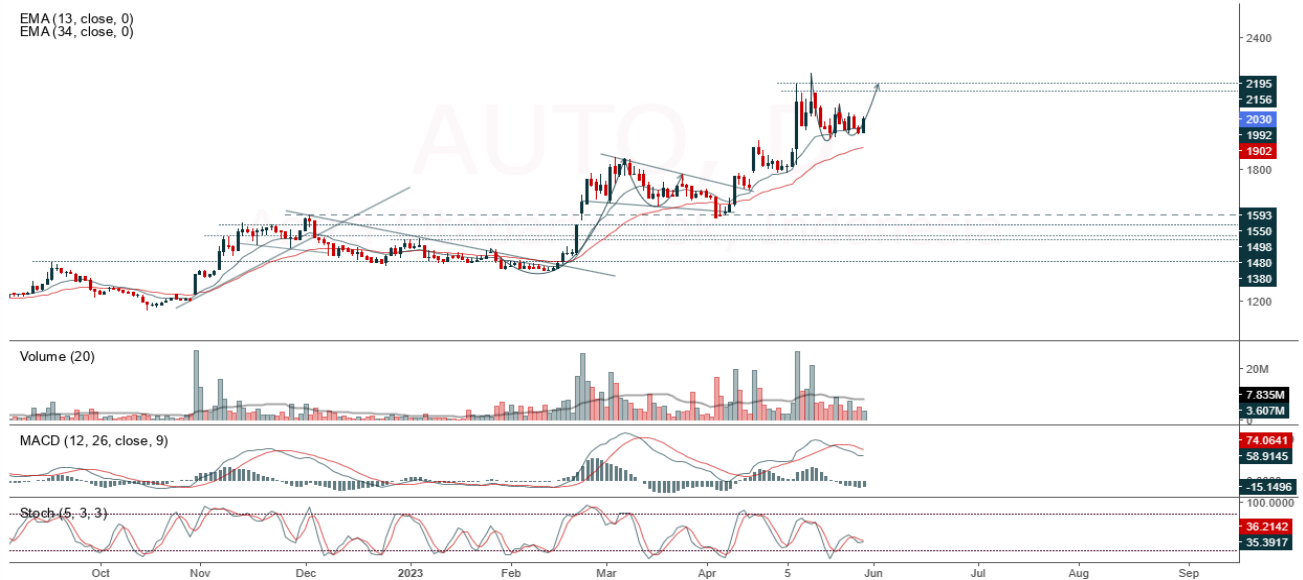 EMA (13, close, 0)
EMA (34, close, 0)
AUTO, D
2400
2195
2156
2030
1992
1902
1800
1593
1550
1498
1480
1380
1200
Volume (20)
20M
7.835M
3.607M
0
MACD (12, 26, close, 9)
74.0641
58.9145
-15.1496
Stoch (5, 3, 3)
100.0000
36.2142
35.3917
Oct Nov Dec 2023 Feb Mar Apr 5 Jun Jul Aug Sep